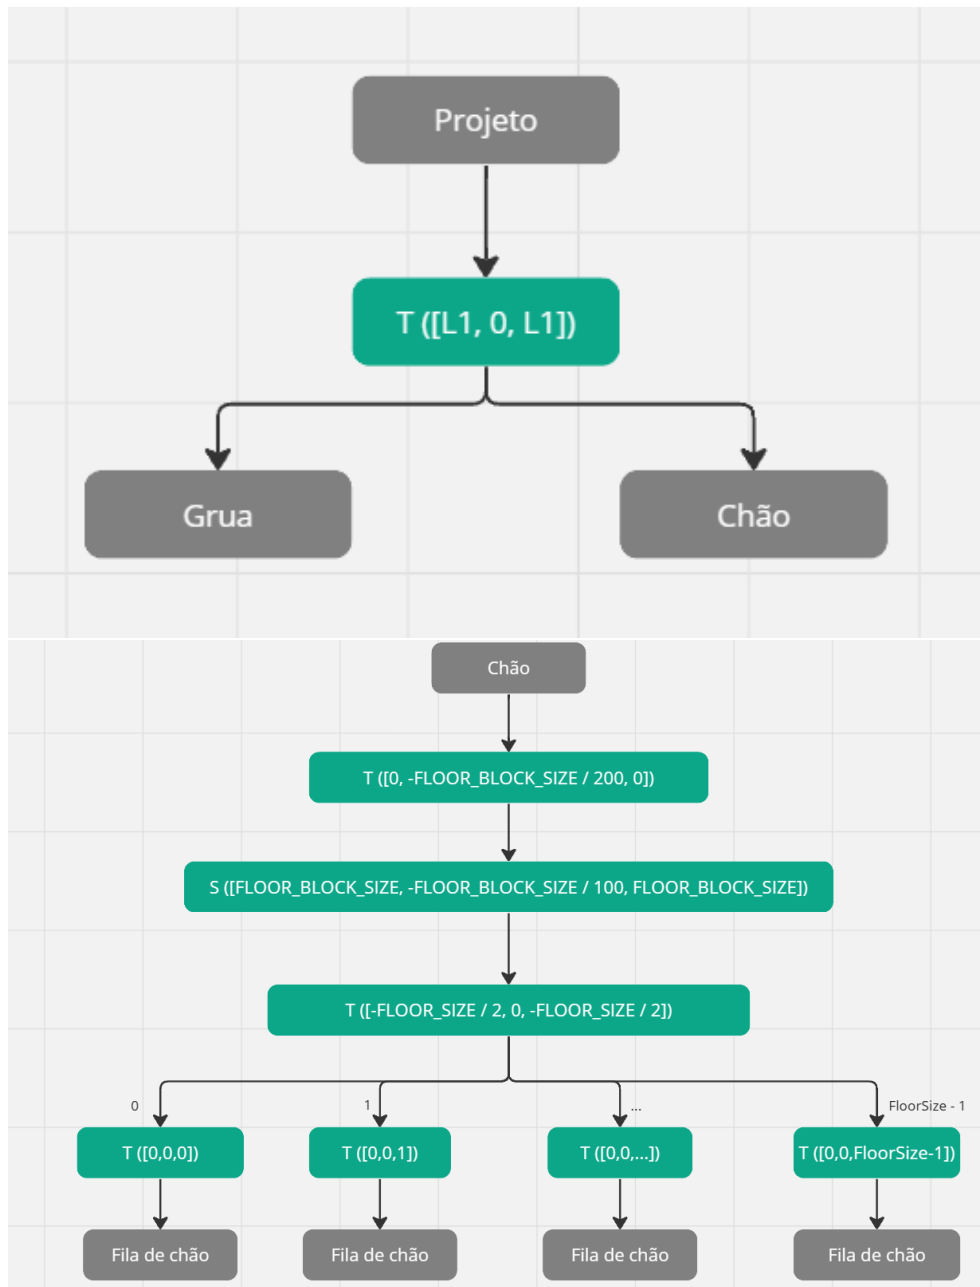 Projeto
T ([L1, 0, L1])
Grua
Chão
Chão
T ([0, -FLOOR_BLOCK_SIZE / 200, 0])
S ([FLOOR_BLOCK_SIZE, -FLOOR_BLOCK_SIZE / 100, FLOOR_BLOCK_SIZE])
T ([-FLOOR_SIZE / 2, 0, -FLOOR_SIZE / 2])
0
1
...
FloorSize - 1
T ([0,0,0])
T ([0,0,1])
T ([0,0,...])
T ([0,0,FloorSize-1])
Fila de chão
Fila de chão
Fila de chão
Fila de chão